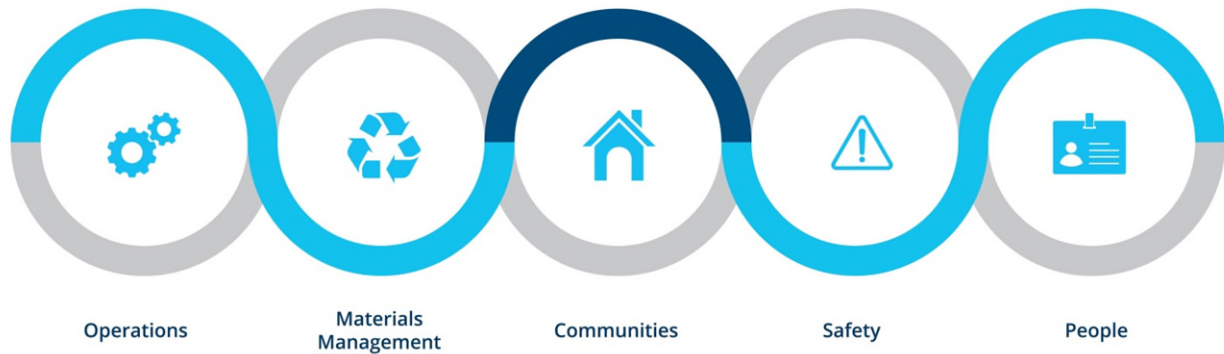 Operations
Materials
Management
Communities
Safety
People